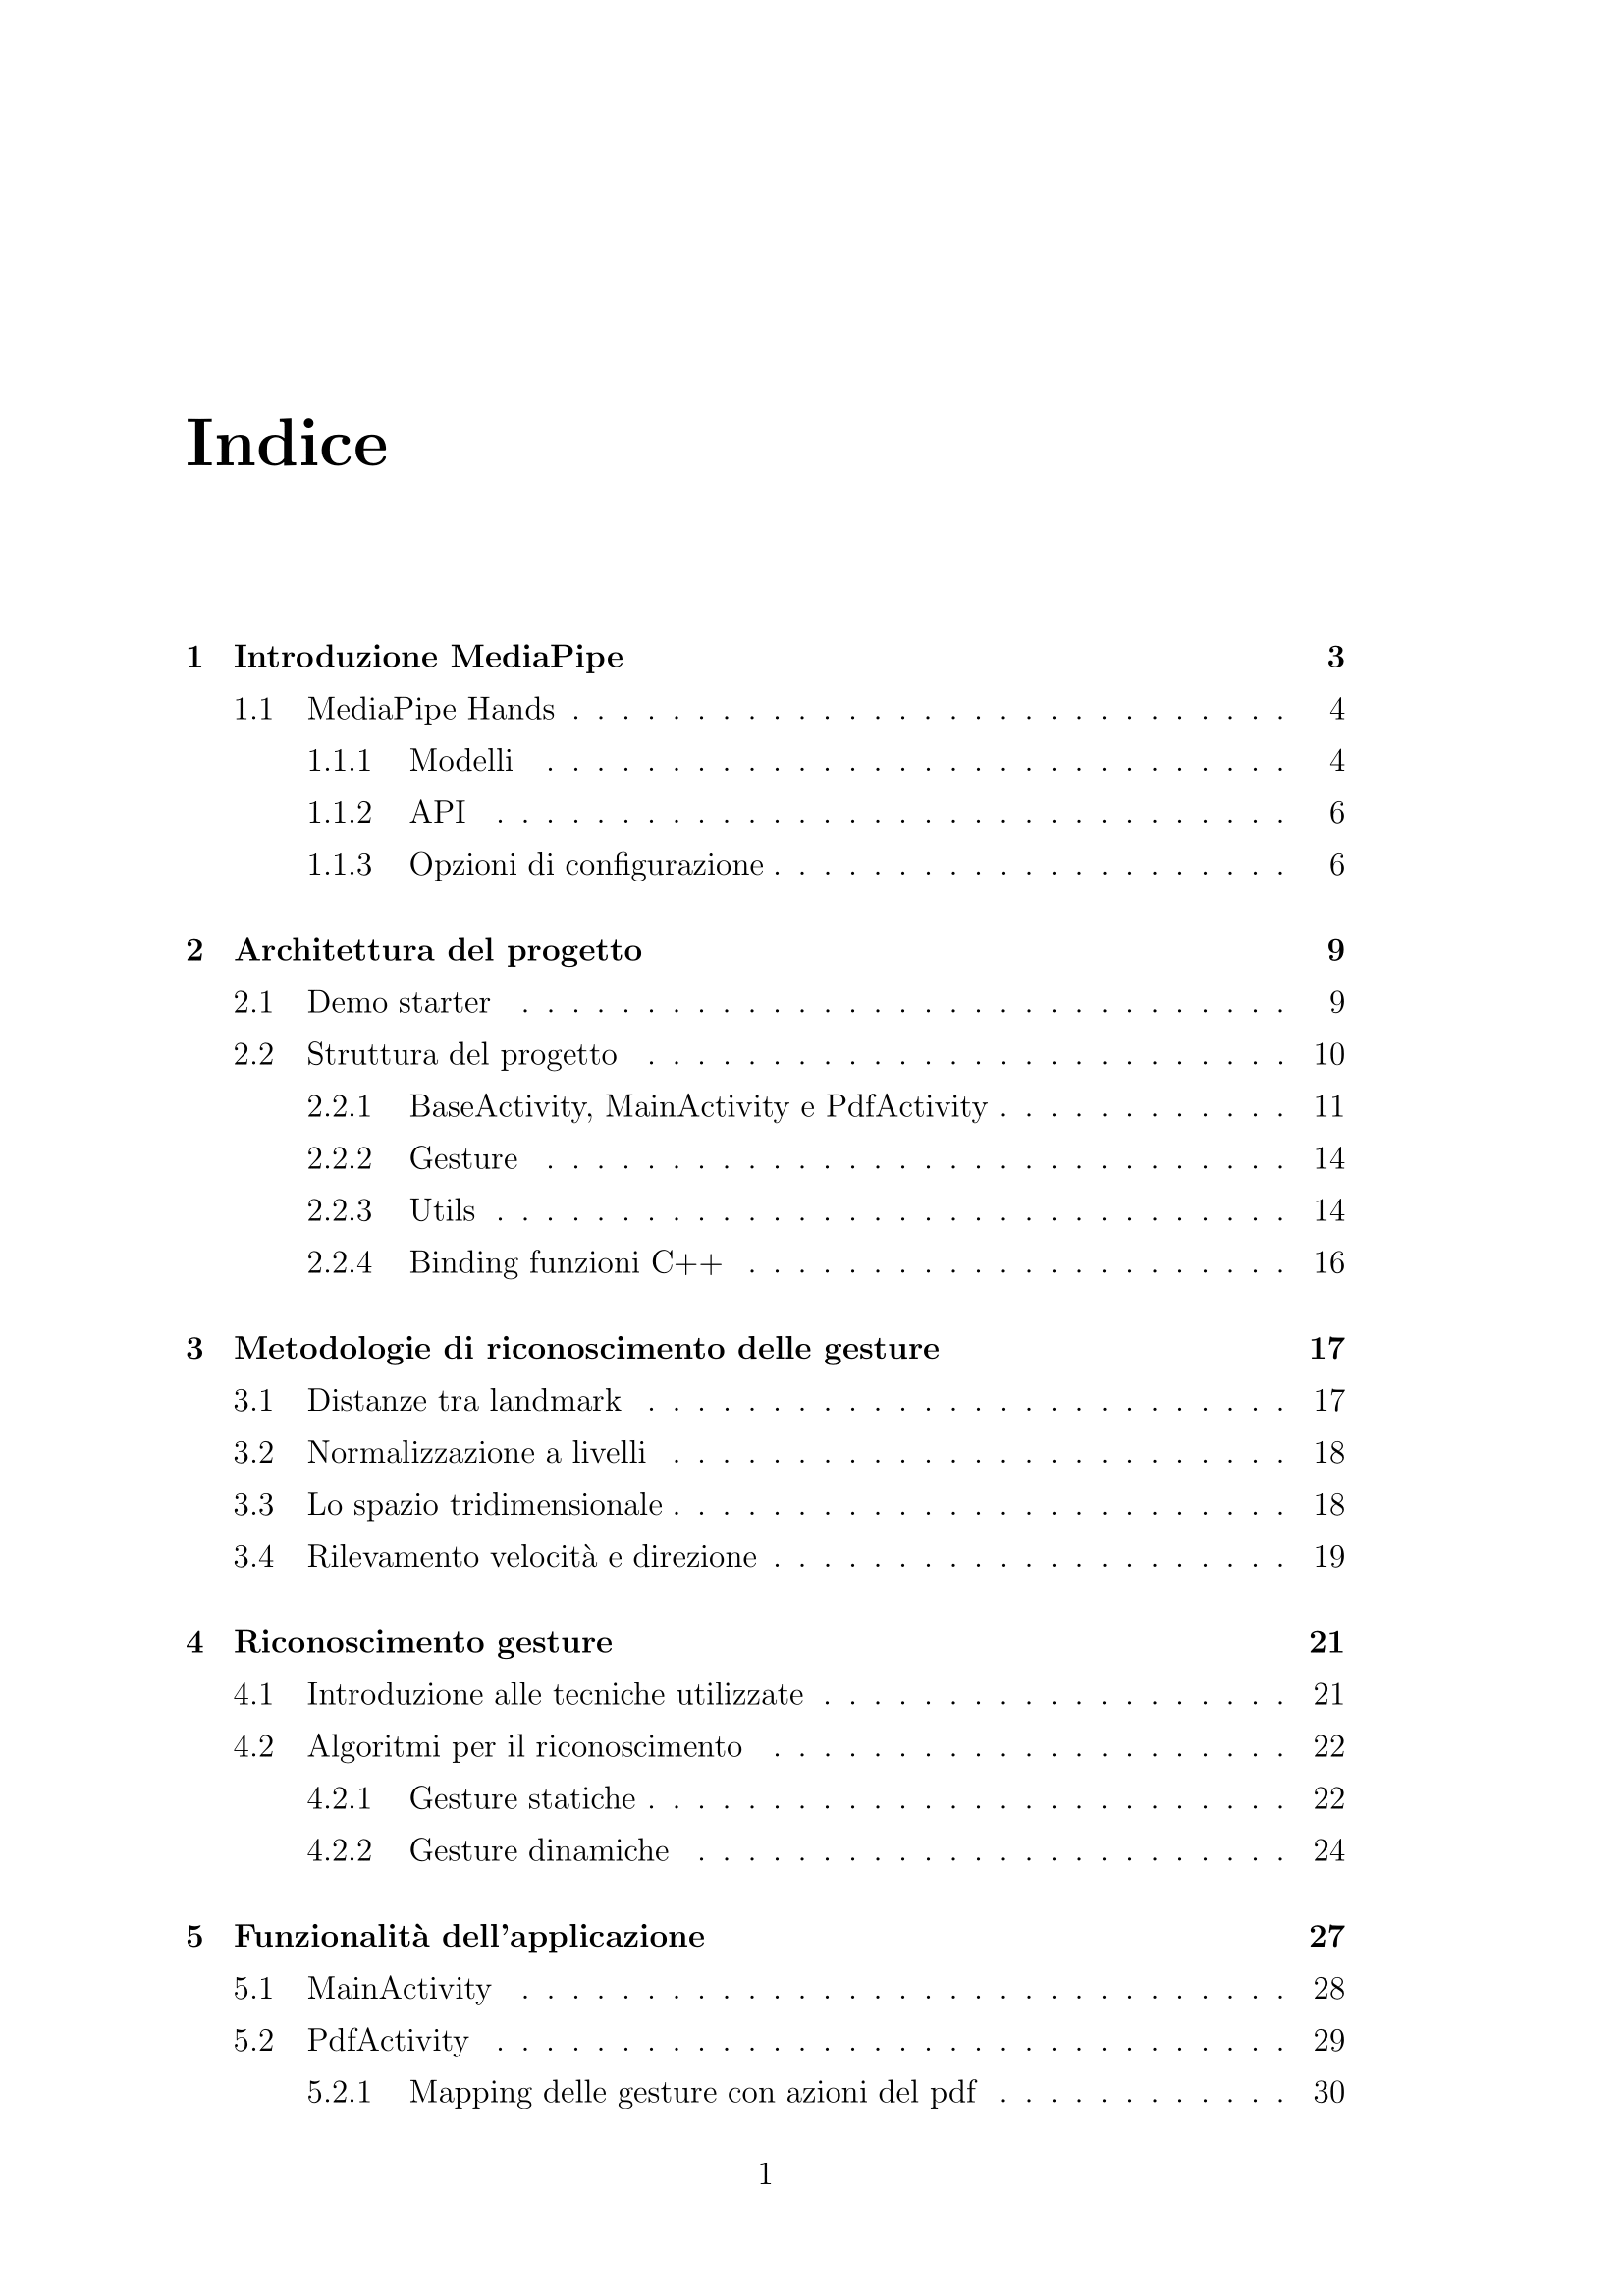 Indice
1 Introduzione MediaPipe 3
1.1 MediaPipe Hands . . . . . . . . . . . . . . . . . . . . . . . . . . . . . 4
1.1.1 Modelli . . . . . . . . . . . . . . . . . . . . . . . . . . . . . . 4
1.1.2 API . . . . . . . . . . . . . . . . . . . . . . . . . . . . . . . . 6
1.1.3 Opzioni di configurazione . . . . . . . . . . . . . . . . . . . . . 6
2 Architettura del progetto 9
2.1 Demo starter . . . . . . . . . . . . . . . . . . . . . . . . . . . . . . . 9
2.2 Struttura del progetto . . . . . . . . . . . . . . . . . . . . . . . . . . 10
2.2.1 BaseActivity, MainActivity e PdfActivity . . . . . . . . . . . . 11
2.2.2 Gesture . . . . . . . . . . . . . . . . . . . . . . . . . . . . . . 14
2.2.3 Utils . . . . . . . . . . . . . . . . . . . . . . . . . . . . . . . . 14
2.2.4 Binding funzioni C++ . . . . . . . . . . . . . . . . . . . . . . 16
3 Metodologie di riconoscimento delle gesture 17
3.1 Distanze tra landmark . . . . . . . . . . . . . . . . . . . . . . . . . . 17
3.2 Normalizzazione a livelli . . . . . . . . . . . . . . . . . . . . . . . . . 18
3.3 Lo spazio tridimensionale . . . . . . . . . . . . . . . . . . . . . . . . . 18
3.4 Rilevamento velocità e direzione . . . . . . . . . . . . . . . . . . . . . 19
4 Riconoscimento gesture 21
4.1 Introduzione alle tecniche utilizzate . . . . . . . . . . . . . . . . . . . 21
4.2 Algoritmi per il riconoscimento . . . . . . . . . . . . . . . . . . . . . 22
4.2.1 Gesture statiche . . . . . . . . . . . . . . . . . . . . . . . . . . 22
4.2.2 Gesture dinamiche . . . . . . . . . . . . . . . . . . . . . . . . 24
5 Funzionalità dell'applicazione 27
5.1 MainActivity . . . . . . . . . . . . . . . . . . . . . . . . . . . . . . . 28
5.2 PdfActivity . . . . . . . . . . . . . . . . . . . . . . . . . . . . . . . . 29
5.2.1 Mapping delle gesture con azioni del pdf . . . . . . . . . . . . 30
1